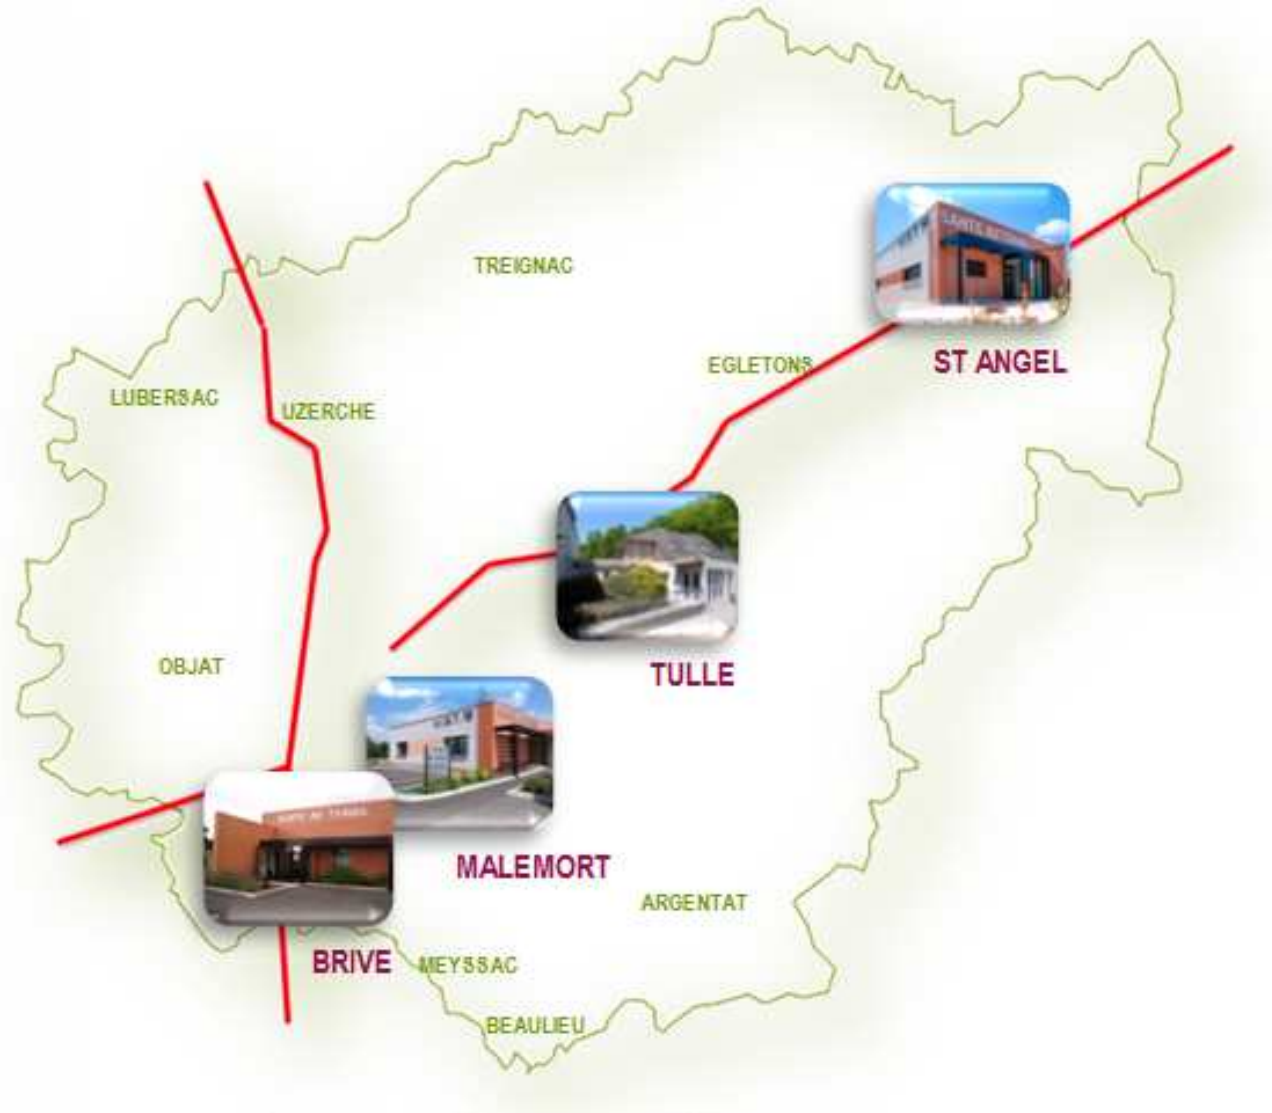 TREIGNAC
EGLETONS
ST ANGEL
LUBERSAC
UZERCHE
OBJAT
TULLE
MALEMORT
ARGENTAT
BRIVE
MEYSSAC
BEAULIEU